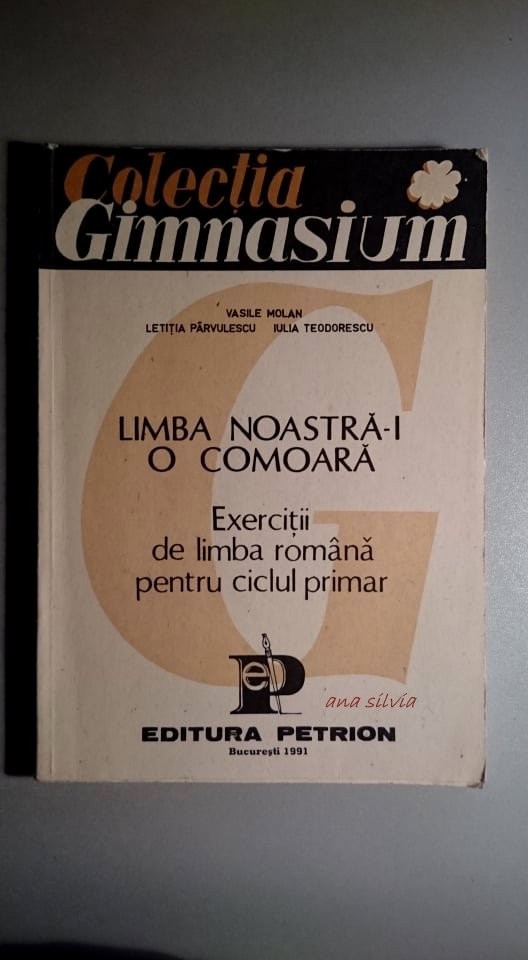 Colecția
Gimnasium
VASILE MOLAN
LETIȚIA PÂRVULESCU IULIA TEODORESCU
LIMBA NOASTRĂ-I
O COMOARĂ
Exerciții
de limba română
pentru ciclul primar
eP
ana silvia
EDITURA PETRION
București 1991